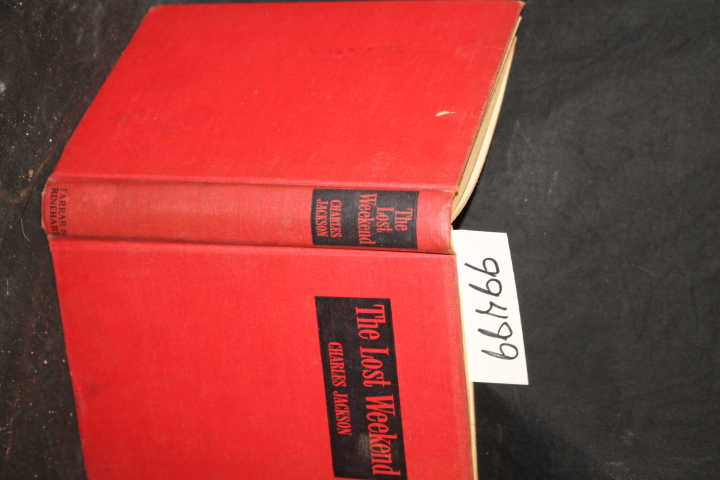 The
Lost
Weekend
CHARLES
JACKSON
FARRAR &
RINEHART
The Lost Weekend
CHARLES JACKSON
99499